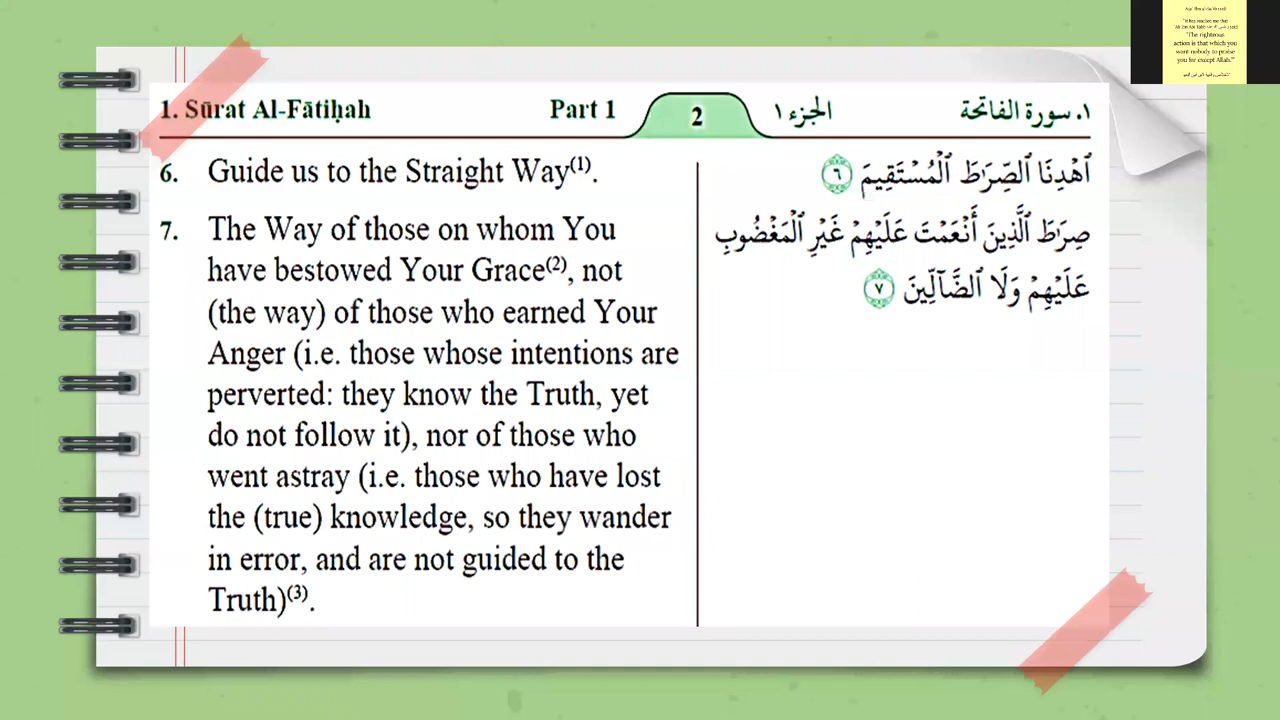 1. Sūrat Al-Fātiḥah Part 1 2 الجزء ١ ١. سورة الفاتحة
6. Guide us to the Straight Way(1).
7. The Way of those on whom You
have bestowed Your Grace(2), not
(the way) of those who earned Your
Anger (i.e. those whose intentions are
perverted: they know the Truth, yet
do not follow it), nor of those who
went astray (i.e. those who have lost
the (true) knowledge, so they wander
in error, and are not guided to the
Truth)(3).
ٱهۡدِنَا ٱلصِّرَٰطَ ٱلۡمُسۡتَقِيمَ ٦
صِرَٰطَ ٱلَّذِينَ أَنۡعَمۡتَ عَلَيۡهِمۡ غَيۡرِ ٱلۡمَغۡضُوبِ
عَلَيۡهِمۡ وَلَا ٱلضَّآلِّينَ ٧
"It has reached me that
"The righteous
action is that which you
want nobody to praise
you for except Allah."